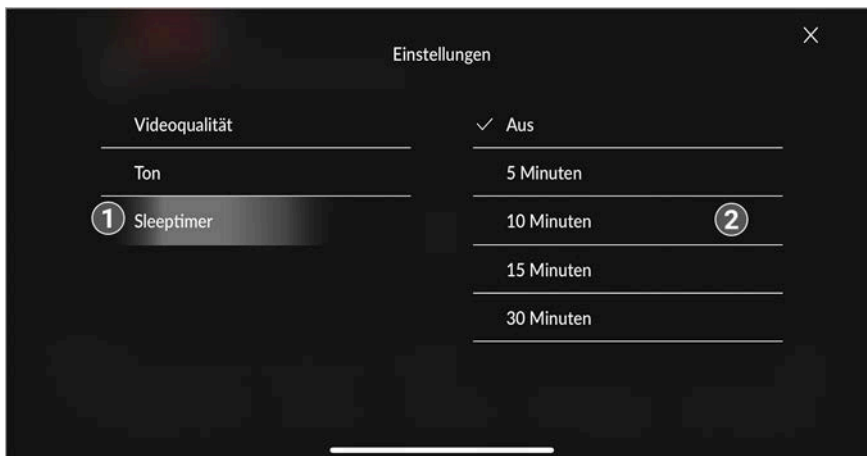 Einstellungen
Videoqualität
Ton
1 Sleeptimer
Aus
5 Minuten
10 Minuten 2
15 Minuten
30 Minuten